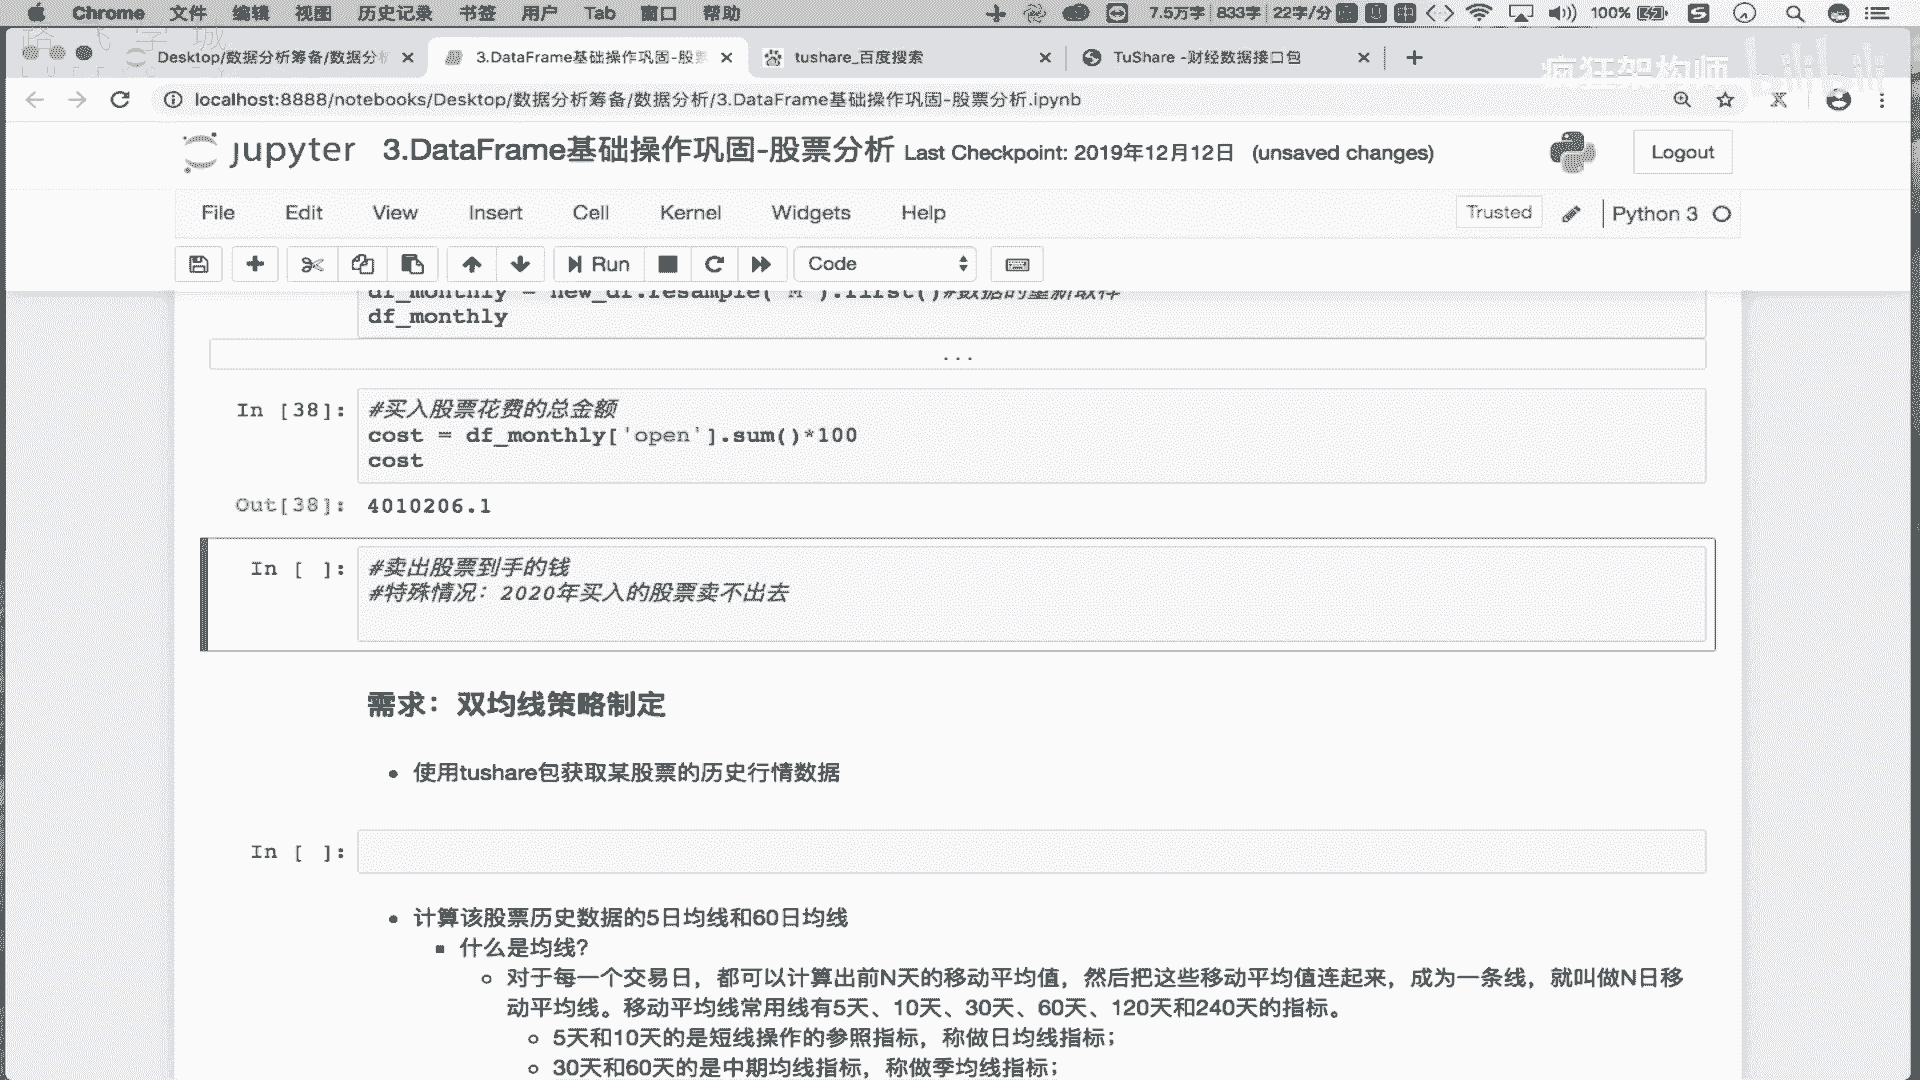 Chrome 文件 编辑 视图 历史记录 书签 用户 Tab 窗口 帮助 7.5万字 833字 22字/分 100%
Desktop/数据分析筹备/数据分析
3.DataFrame基础操作巩固-股票
tushare_百度搜索
TuShare -财经数据接口包
疯狂架构师
bilibili
localhost:8888/notebooks/Desktop/数据分析筹备/数据分析/3.DataFrame基础操作巩固-股票分析.ipynb
jupyter 3.DataFrame基础操作巩固-股票分析 Last Checkpoint: 2019年12月12日 (unsaved changes)
Logout
File Edit View Insert Cell Kernel Widgets Help
Trusted Python 3
Run Code
df_monthly = new_df.resample('M').first()#数据的重新取样
df_monthly
...
In [38]: #买入股票花费的总金额
cost = df_monthly['open'].sum()*100
cost
Out[38]: 4010206.1
In [ ]: #卖出股票到手的钱
#特殊情况：2020年买入的股票卖不出去
需求：双均线策略制定
• 使用tushare包获取某股票的历史行情数据
In [ ]:
• 计算该股票历史数据的5日均线和60日均线
▪ 什么是均线？
○ 对于每一个交易日，都可以计算出前N天的移动平均值，然后把这些移动平均值连起来，成为一条线，就叫做N日移
动平均线。移动平均线常用线有5天、10天、30天、60天、120天和240天的指标。
○ 5天和10天的是短线操作的参照指标，称做日均线指标；
○ 30天和60天的是中期均线指标，称做季均线指标；